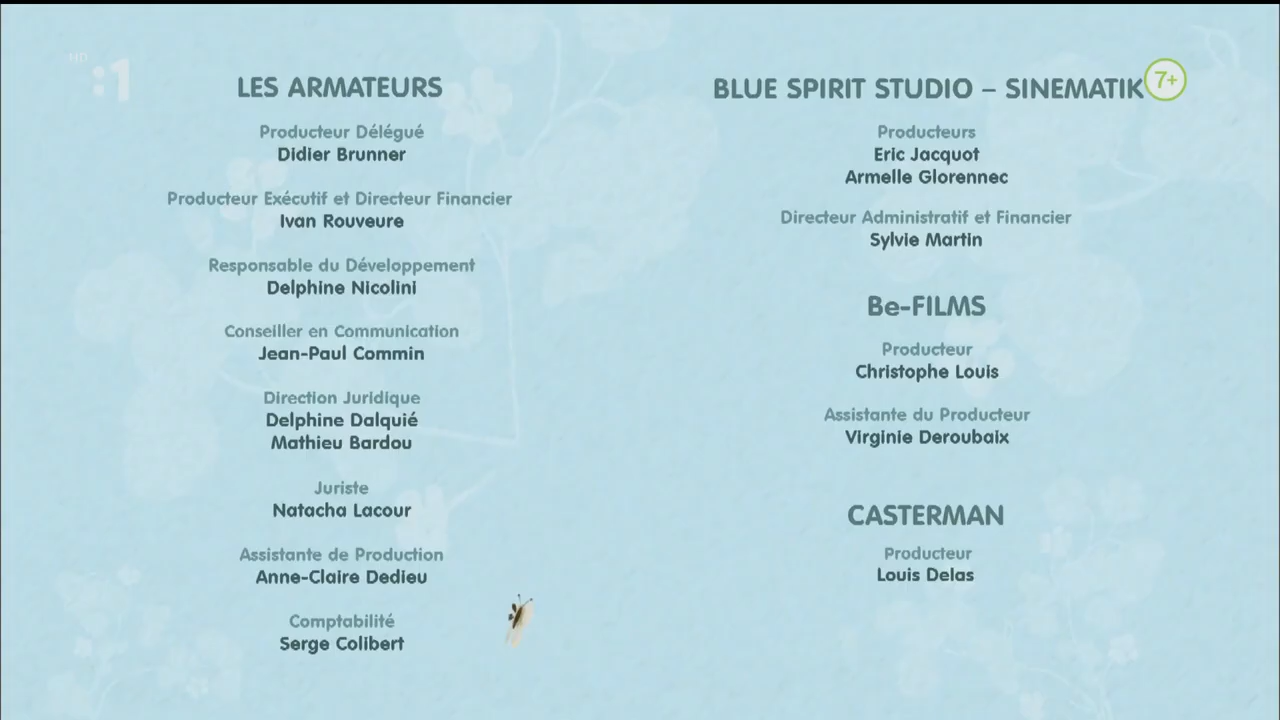 HD
:1
LES ARMATEURS
Producteur Délégué
Didier Brunner
Producteur Exécutif et Directeur Financier
Ivan Rouveure
Responsable du Développement
Delphine Nicolini
Conseiller en Communication
Jean-Paul Commin
Direction Juridique
Delphine Dalquié
Mathieu Bardou
Juriste
Natacha Lacour
Assistante de Production
Anne-Claire Dedieu
Comptabilité
Serge Colibert
BLUE SPIRIT STUDIO – SINEMATIK
7+
Producteurs
Eric Jacquot
Armelle Glorennec
Directeur Administratif et Financier
Sylvie Martin
Be-FILMS
Producteur
Christophe Louis
Assistante du Producteur
Virginie Deroubaix
CASTERMAN
Producteur
Louis Delas